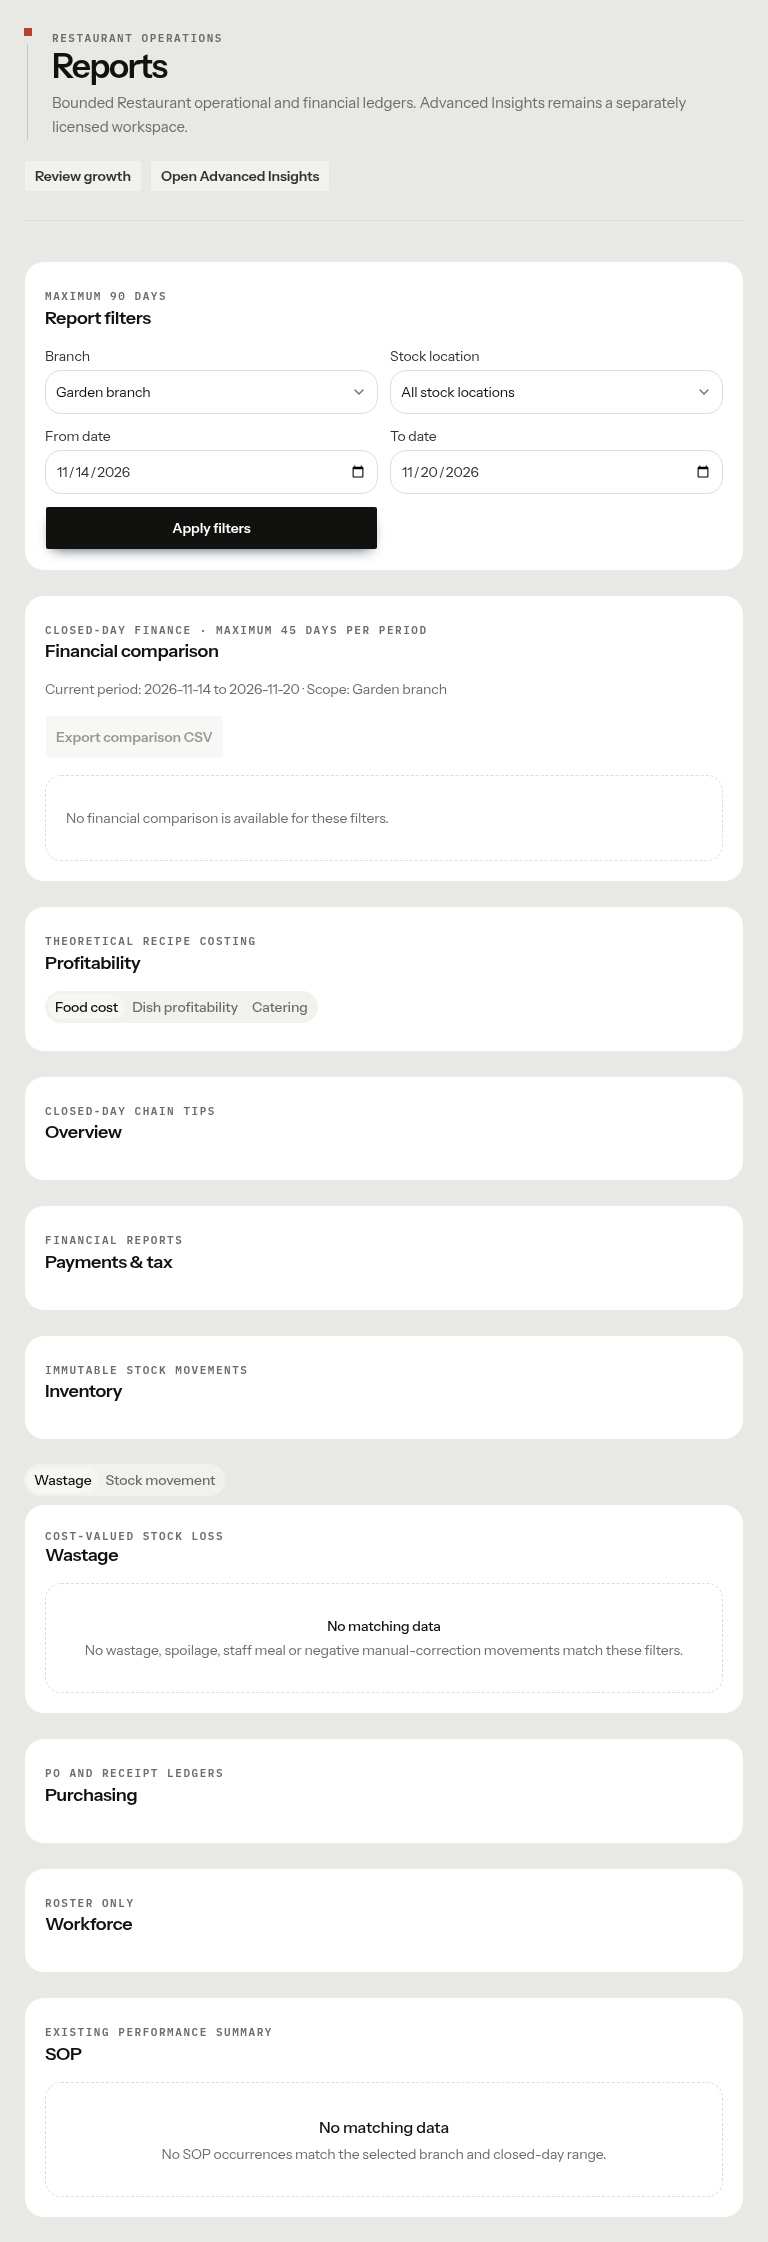 RESTAURANT OPERATIONS
Reports
Bounded Restaurant operational and financial ledgers. Advanced Insights remains a separately
licensed workspace.
Review growth
Open Advanced Insights
MAXIMUM 90 DAYS
Report filters
Branch
Stock location
Garden branch
All stock locations
From date
To date
11/14/2026
11/20/2026
Apply filters
CLOSED-DAY FINANCE · MAXIMUM 45 DAYS PER PERIOD
Financial comparison
Current period: 2026-11-14 to 2026-11-20 · Scope: Garden branch
Export comparison CSV
No financial comparison is available for these filters.
THEORETICAL RECIPE COSTING
Profitability
Food cost
Dish profitability
Catering
CLOSED-DAY CHAIN TIPS
Overview
FINANCIAL REPORTS
Payments & tax
IMMUTABLE STOCK MOVEMENTS
Inventory
Wastage
Stock movement
COST-VALUED STOCK LOSS
Wastage
No matching data
No wastage, spoilage, staff meal or negative manual-correction movements match these filters.
PO AND RECEIPT LEDGERS
Purchasing
ROSTER ONLY
Workforce
EXISTING PERFORMANCE SUMMARY
SOP
No matching data
No SOP occurrences match the selected branch and closed-day range.